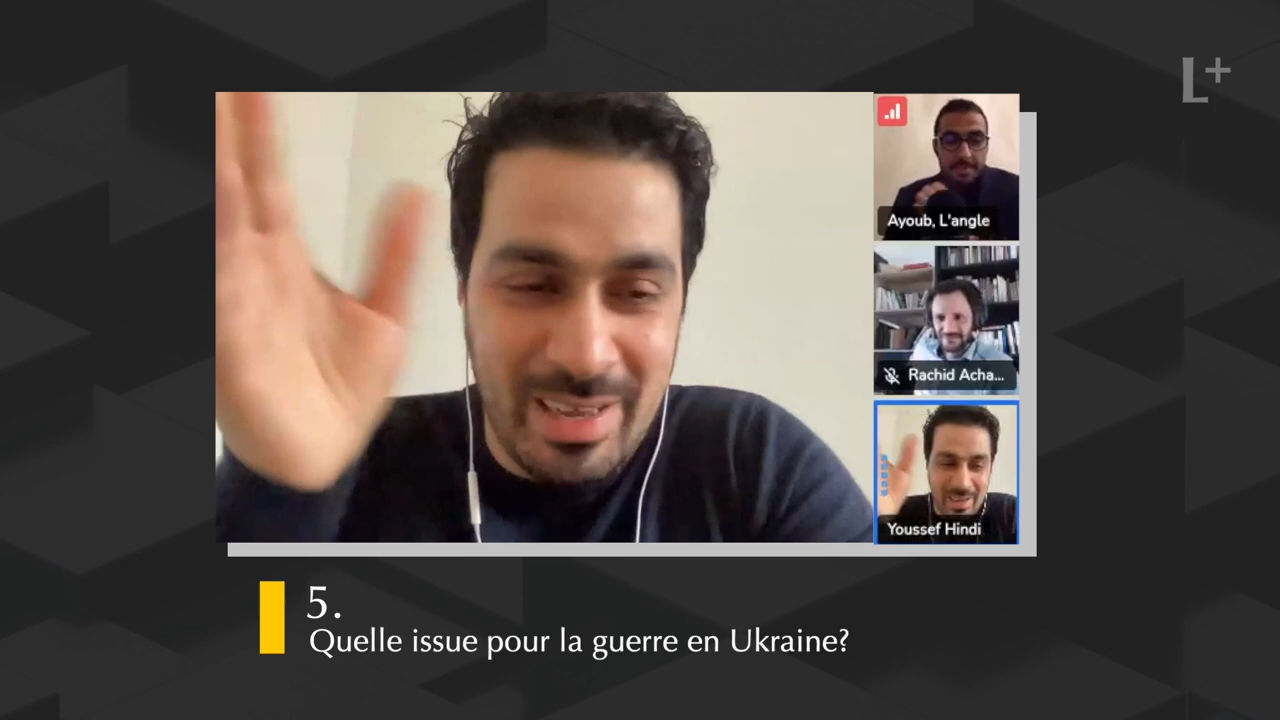 L+
Ayoub, L'angle
Rachid Acha...
Youssef Hindi
5.
Quelle issue pour la guerre en Ukraine?